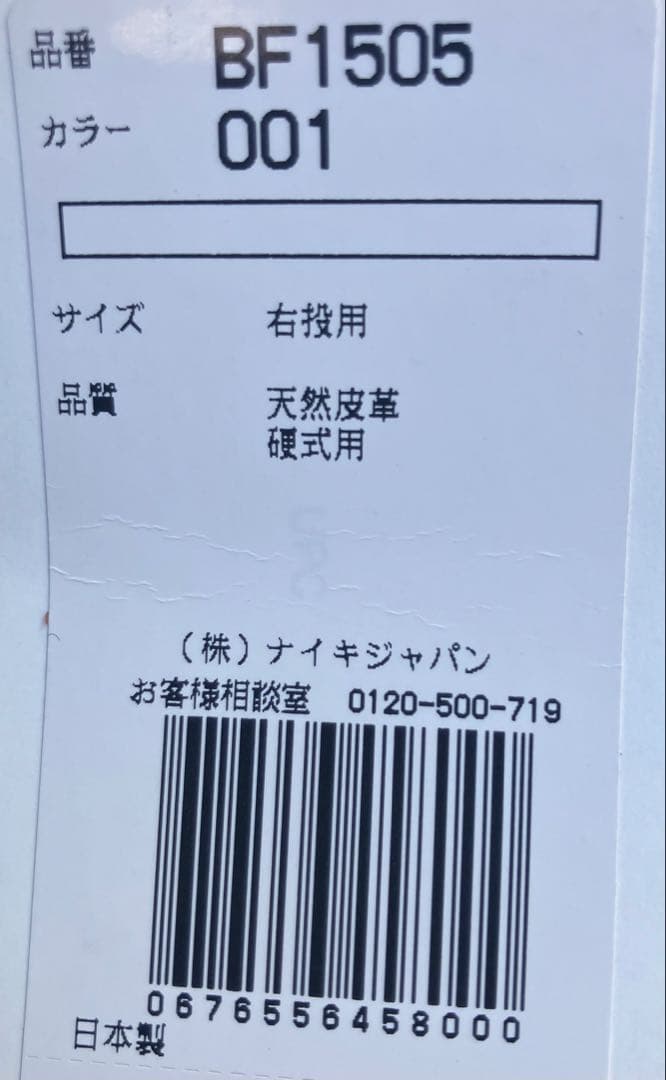 品番 BF1505
カラー 001
サイズ 右投用
品質 天然皮革
硬式用
UPC
(株)ナイキジャパン
お客様相談室 0120-500-719
0676556458000
日本製